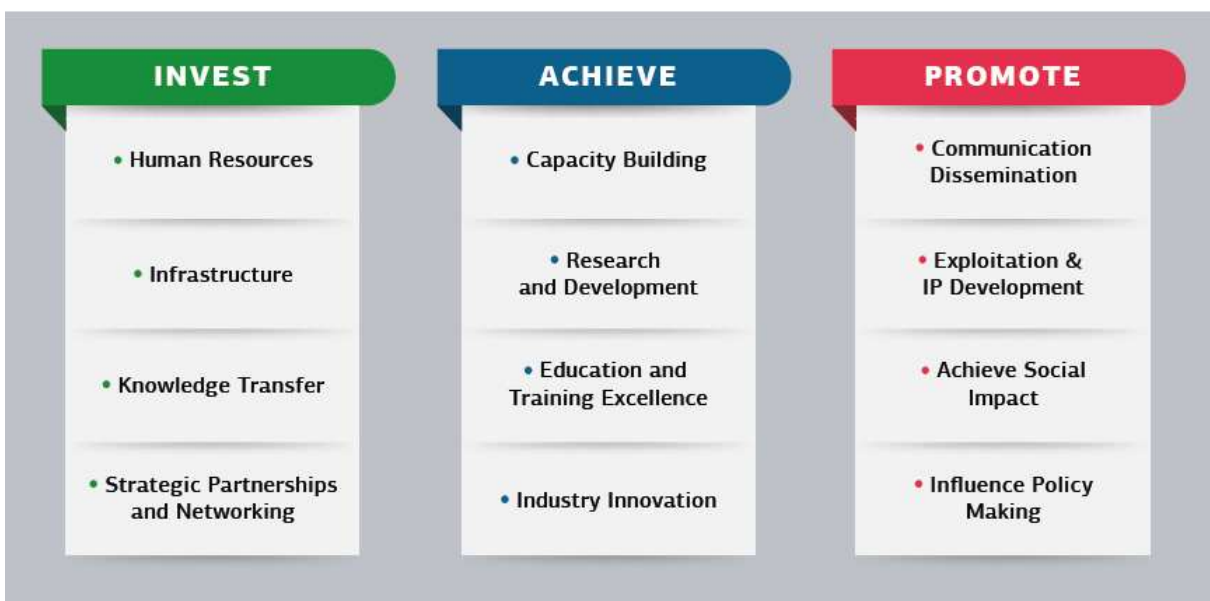 INVEST
• Human Resources
• Infrastructure
• Knowledge Transfer
• Strategic Partnerships
and Networking
ACHIEVE
• Capacity Building
• Research
and Development
• Education and
Training Excellence
• Industry Innovation
PROMOTE
• Communication
Dissemination
• Exploitation &
IP Development
• Achieve Social
Impact
• Influence Policy
Making